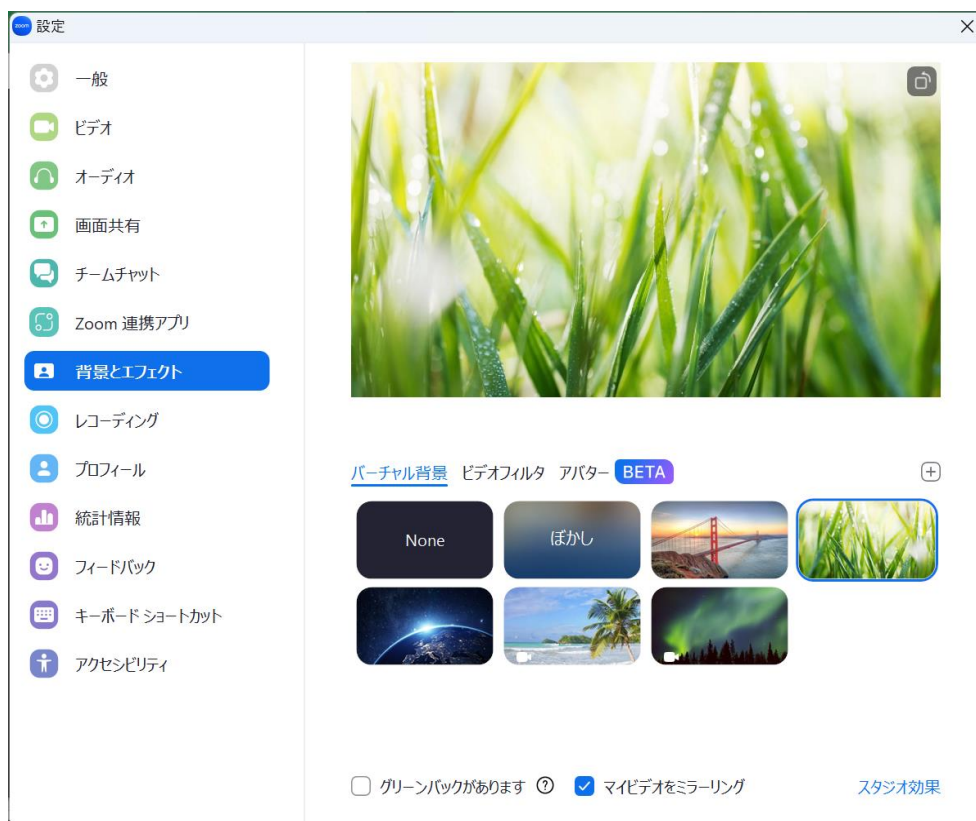 zoom 設定
一般
ビデオ
オーディオ
画面共有
チームチャット
Zoom 連携アプリ
背景とエフェクト
レコーディング
プロフィール
統計情報
フィードバック
キーボード ショートカット
アクセシビリティ
バーチャル背景 ビデオフィルタ アバター BETA
None ぼかし
グリーンバックがあります マイビデオをミラーリング スタジオ効果